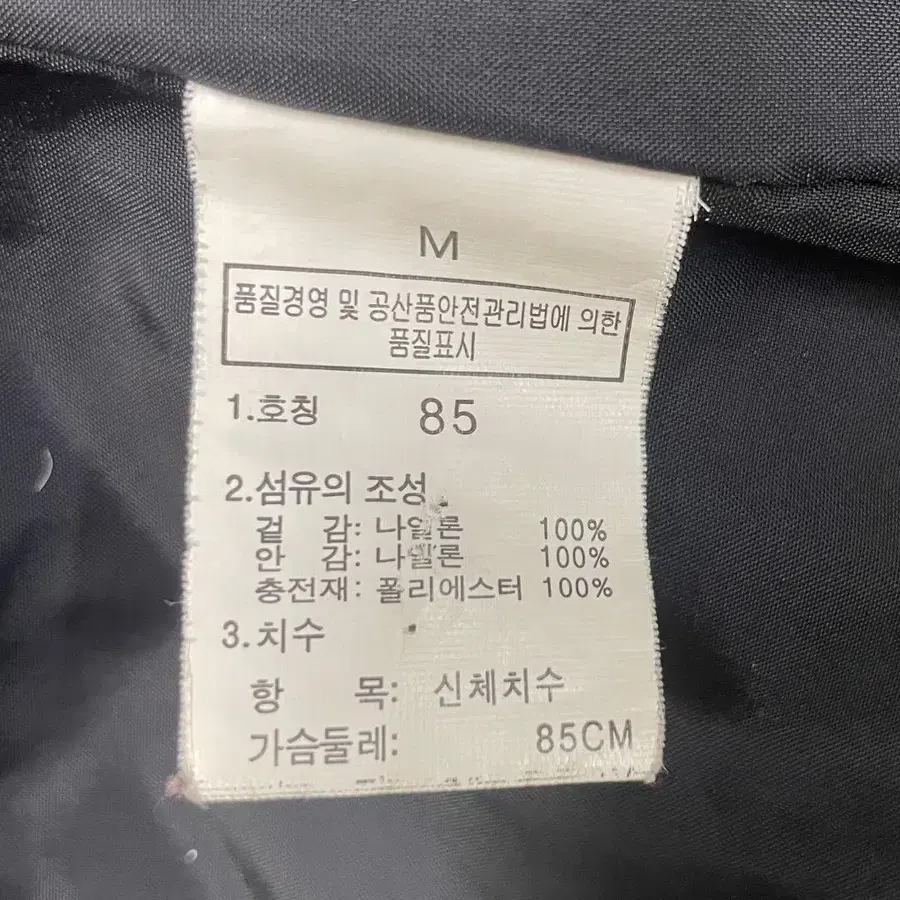 M
품질경영 및 공산품안전관리법에 의한
품질표시
1.호칭 85
2.섬유의 조성
겉 감: 나일론 100%
안 감: 나일론 100%
충전재: 폴리에스터 100%
3.치수
항 목: 신체치수
가슴둘레: 85CM